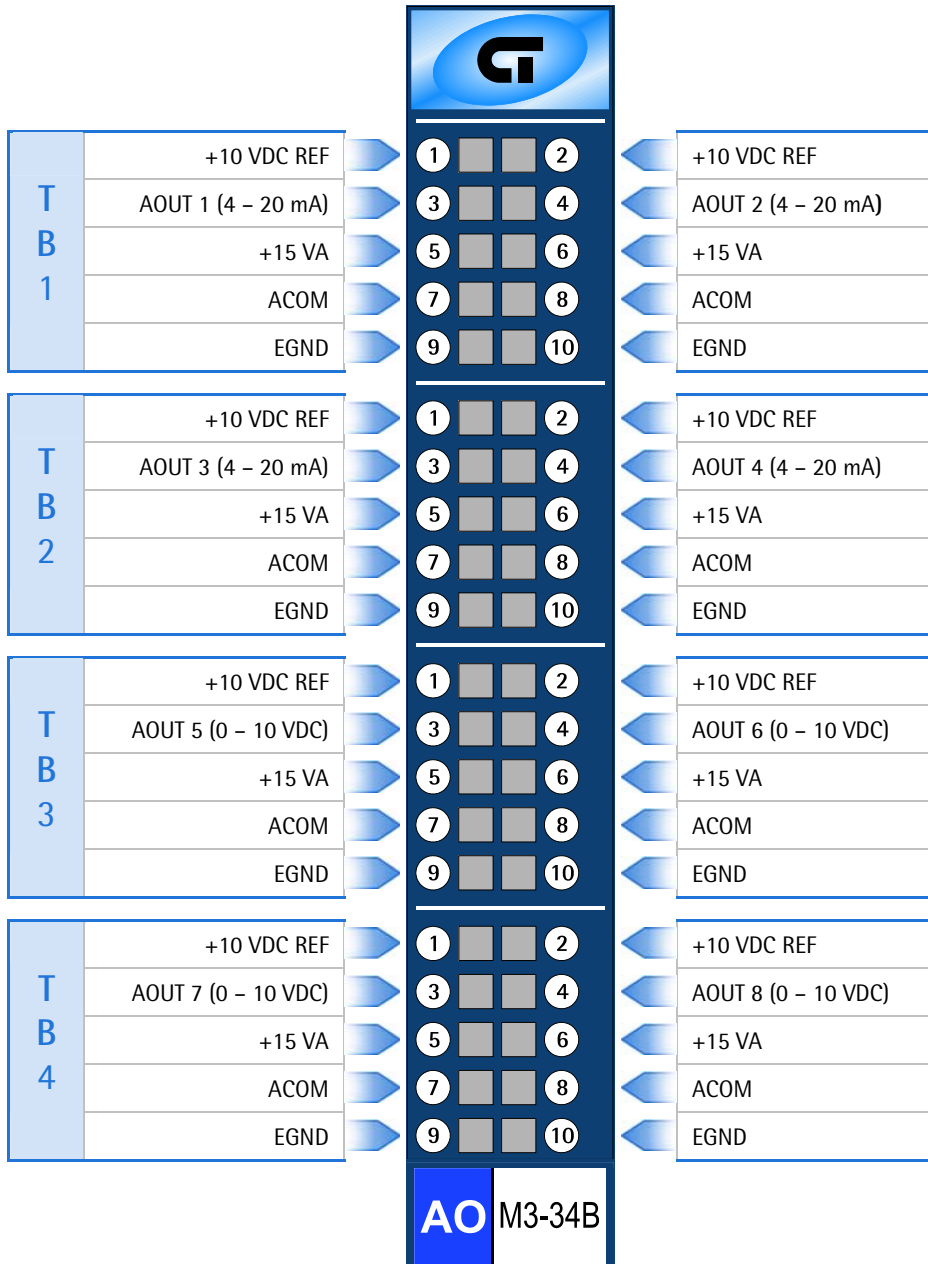 GT
TB1
+10 VDC REF 1 2 +10 VDC REF
AOUT 1 (4 – 20 mA) 3 4 AOUT 2 (4 – 20 mA)
+15 VA 5 6 +15 VA
ACOM 7 8 ACOM
EGND 9 10 EGND
TB2
+10 VDC REF 1 2 +10 VDC REF
AOUT 3 (4 – 20 mA) 3 4 AOUT 4 (4 – 20 mA)
+15 VA 5 6 +15 VA
ACOM 7 8 ACOM
EGND 9 10 EGND
TB3
+10 VDC REF 1 2 +10 VDC REF
AOUT 5 (0 – 10 VDC) 3 4 AOUT 6 (0 – 10 VDC)
+15 VA 5 6 +15 VA
ACOM 7 8 ACOM
EGND 9 10 EGND
TB4
+10 VDC REF 1 2 +10 VDC REF
AOUT 7 (0 – 10 VDC) 3 4 AOUT 8 (0 – 10 VDC)
+15 VA 5 6 +15 VA
ACOM 7 8 ACOM
EGND 9 10 EGND
AO M3-34B